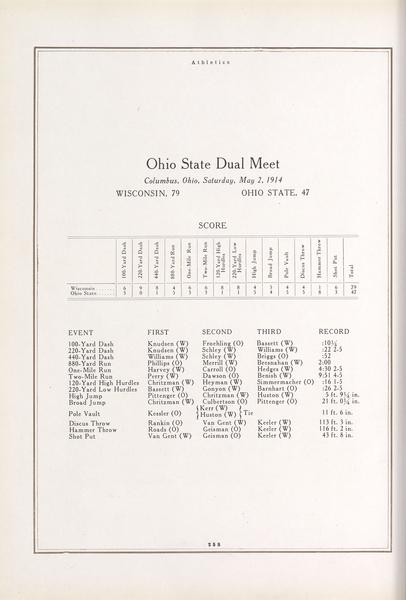 Athletics
Ohio State Dual Meet
Columbus, Ohio, Saturday, May 2, 1914
WISCONSIN, 79 OHIO STATE, 47
SCORE
100-Yard Dash 220-Yard Dash 440-Yard Dash 880-Yard Run One-Mile Run Two-Mile Run 120-Yard High Hurdles 220-Yard Low Hurdles High Jump Broad Jump Pole Vault Discus Throw Hammer Throw Shot Put Total
Wisconsin 6 9 8 4 6 6 8 8 4 5 4 4 1 6
Ohio State 3 0 1 5 3 3 1 1 5 4 5 5 8 3 47
EVENT FIRST SECOND THIRD RECORD
100-Yard Dash Knudsen (W) Froehling (O) Bassett (W)
220-Yard Dash Knudsen (W) Schley (W) Williams (W) :22 2-5
440-Yard Dash Williams (W) Schley (W) Briggs (O) :52
880-Yard Run Phillips (O) Merrill (W) Bresnahan (W) 2:00
One-Mile Run Harvey (W) Carroll (O) Hedges (W) 4:30 2-5
Two-Mile Run Perry (W) Dawson (O) Benish (W) 9:51 4-5
120-Yard High Hurdles Chritzman (W) Heyman (W) Simmermacher (O) :16 1-5
220-Yard Low Hurdles Bassett (W) Gonyon (W) Barnhart (O) :26 2-5
High Jump Pittenger (O) Chritzman (W) Huston (W) 5 ft. 9¼ in.
Broad Jump Chritzman (W) Culbertson (O) Pittenger (O) 21 ft. 0¾ in.
Pole Vault Kessler (O) {Kerr (W) Huston (W)} Tie 11 ft. 6 in.
Discus Throw Rankin (O) Van Gent (W) Keeler (W) 113 ft. 3 in.
Hammer Throw Roads (O) Geisman (O) Keeler (W) 116 ft. 2 in.
Shot Put Van Gent (W) Geisman (O) Keeler (W) 43 ft. 8 in.